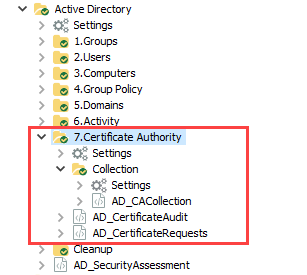 Active Directory
Settings
1.Groups
2.Users
3.Computers
4.Group Policy
5.Domains
6.Activity
7.Certificate Authority
Settings
Collection
Settings
AD_CACollection
AD_CertificateAudit
AD_CertificateRequests
Cleanup
AD_SecurityAssessment